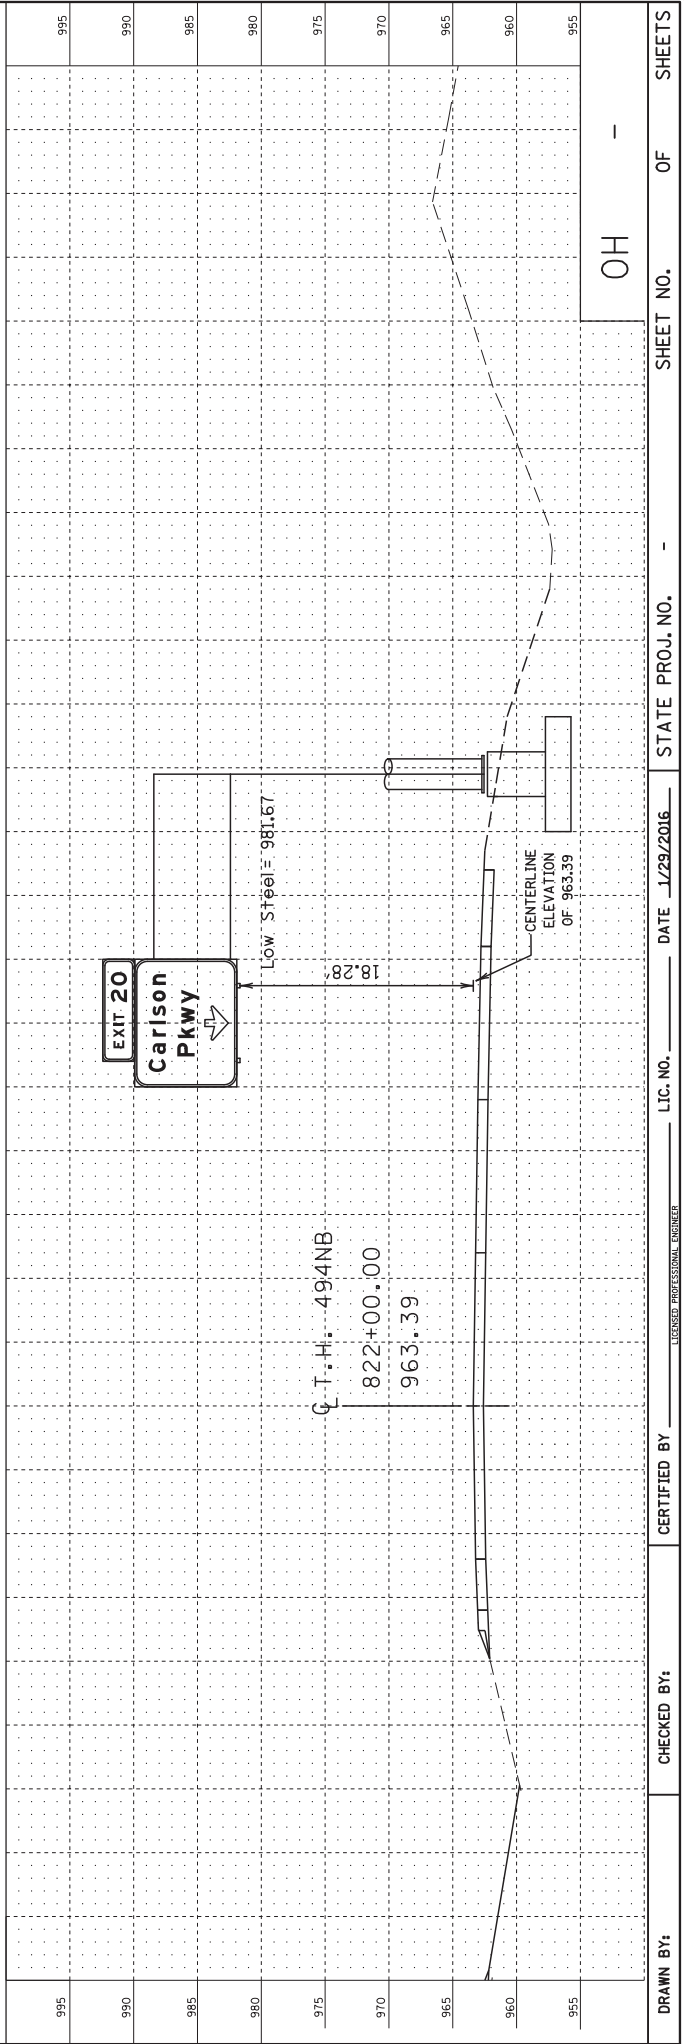 995
990
985
980
975
970
965
960
955
995
990
985
980
975
970
965
960
955
EXIT 20
Carlson
Pkwy
Low Steel = 981.67
18.28'
CENTERLINE
ELEVATION
OF 963.39
℄ T.H. 494NB
822+00.00
963.39
OH -
DRAWN BY:
CHECKED BY:
CERTIFIED BY
LICENSED PROFESSIONAL ENGINEER
LIC. NO.
DATE 1/29/2016
STATE PROJ. NO. -
SHEET NO. OF SHEETS